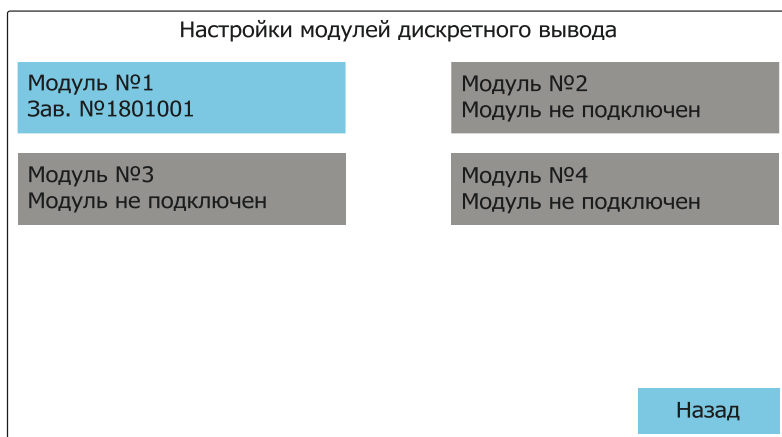 Настройки модулей дискретного вывода
Модуль №1
Зав. №1801001
Модуль №2
Модуль не подключен
Модуль №3
Модуль не подключен
Модуль №4
Модуль не подключен
Назад